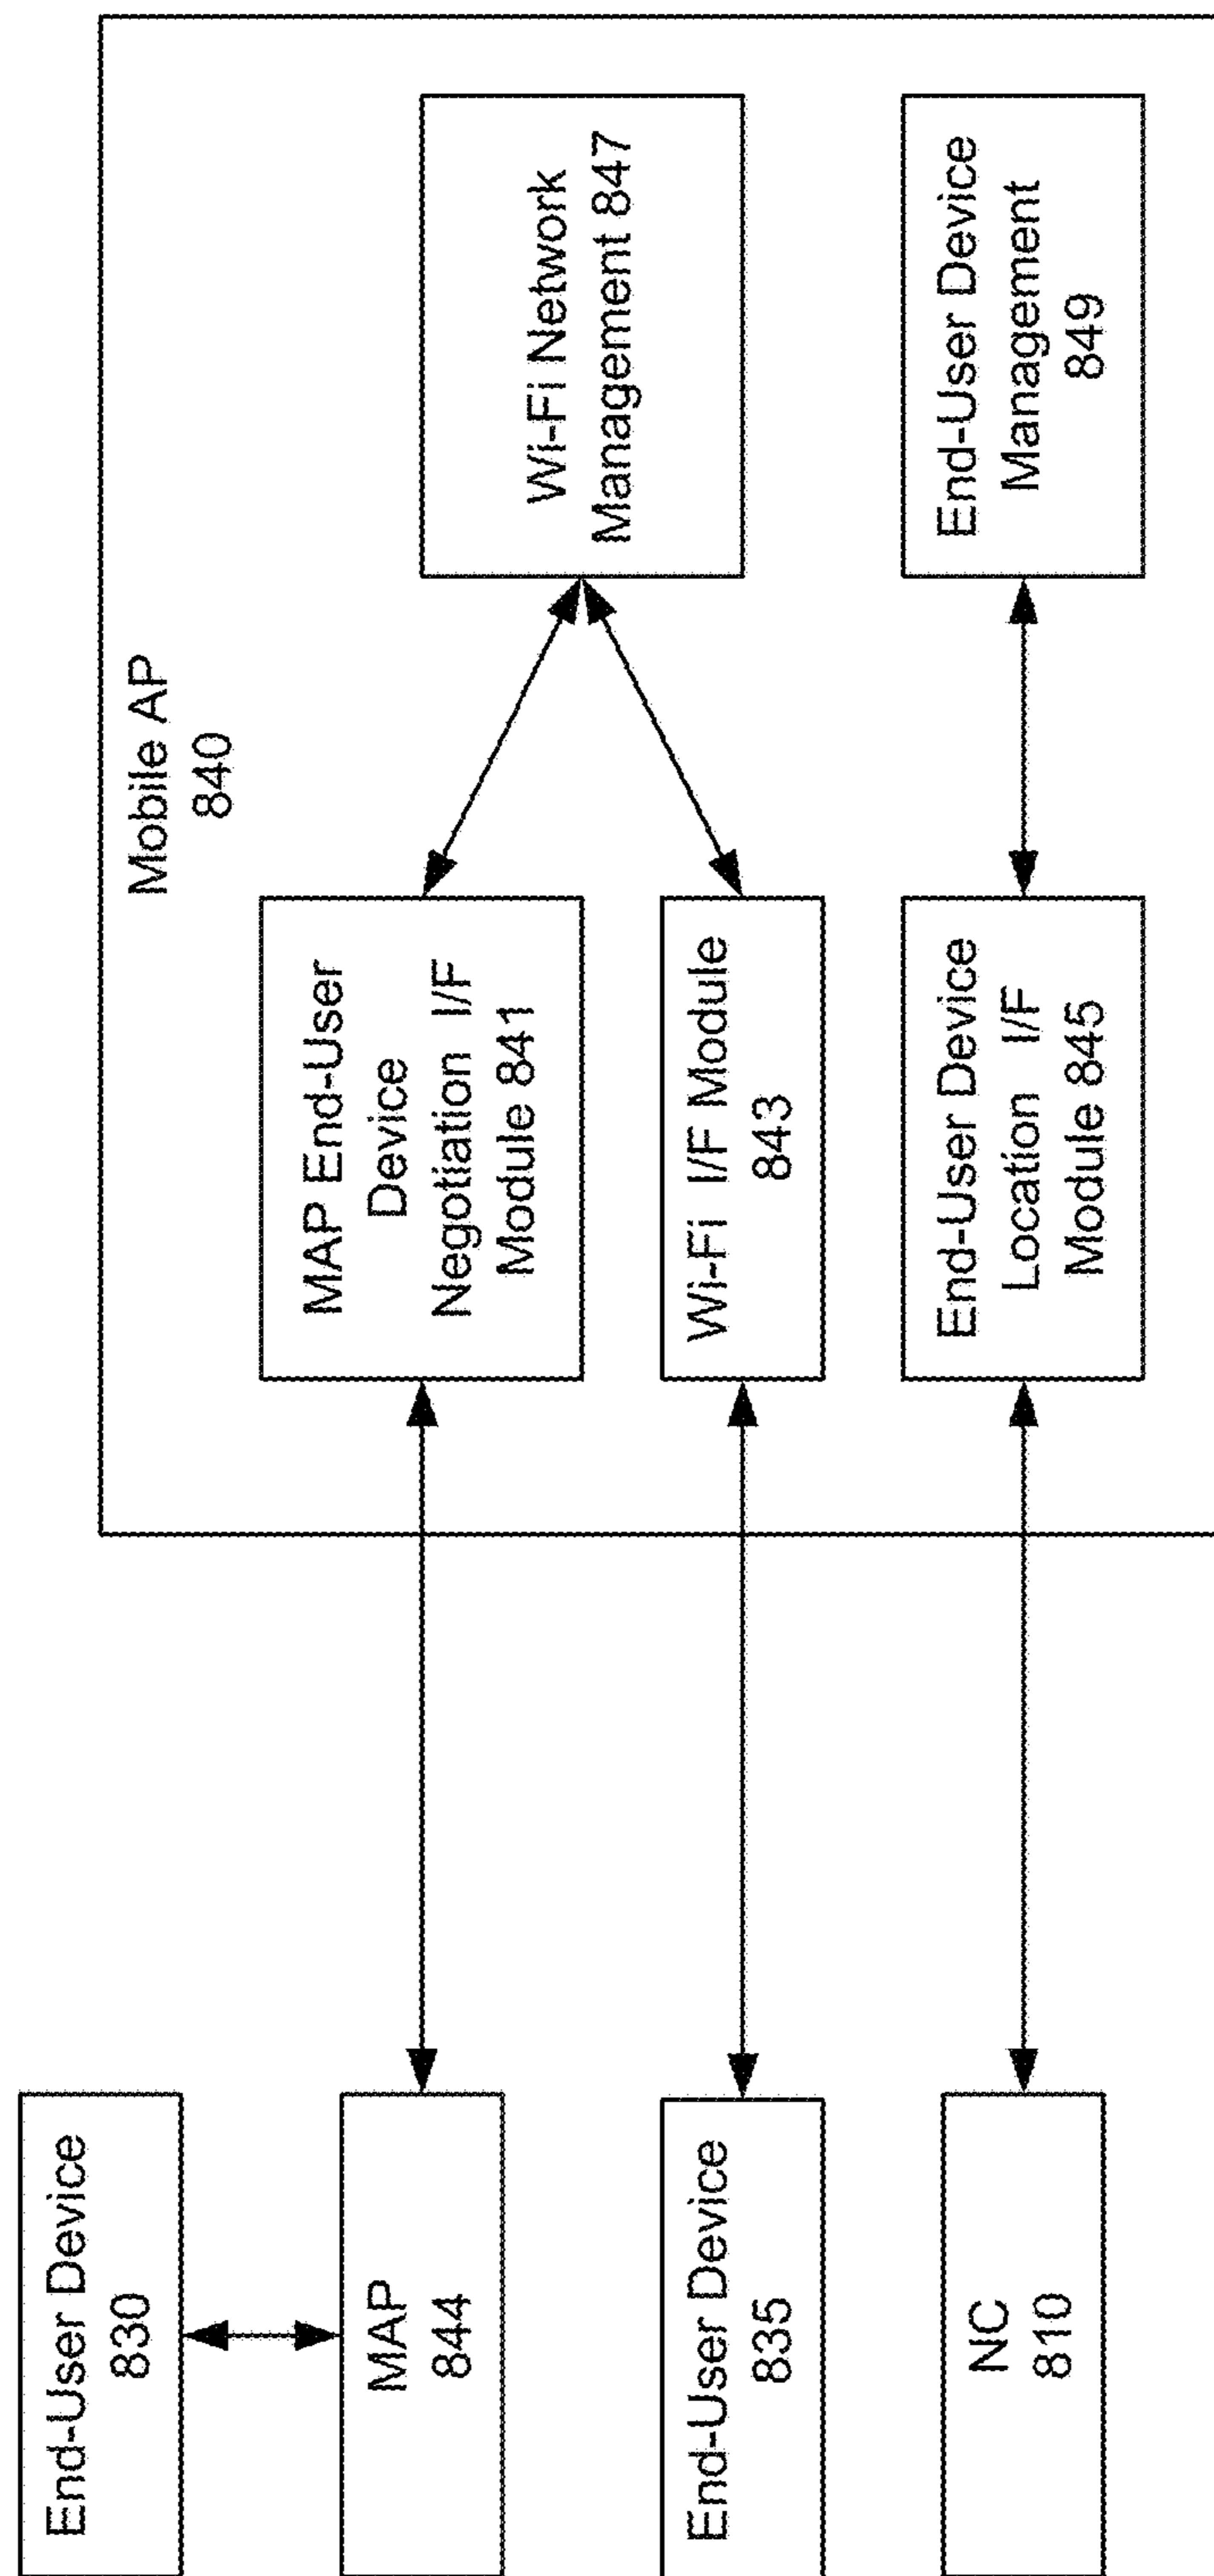 Mobile AP
840
End-User Device
830
MAP
844
End-User Device
835
NC
810
MAP End-User
Device
Negotiation I/F
Module 841
Wi-Fi I/F Module
843
End-User Device
Location I/F
Module 845
Wi-Fi Network
Management 847
End-User Device
Management
849